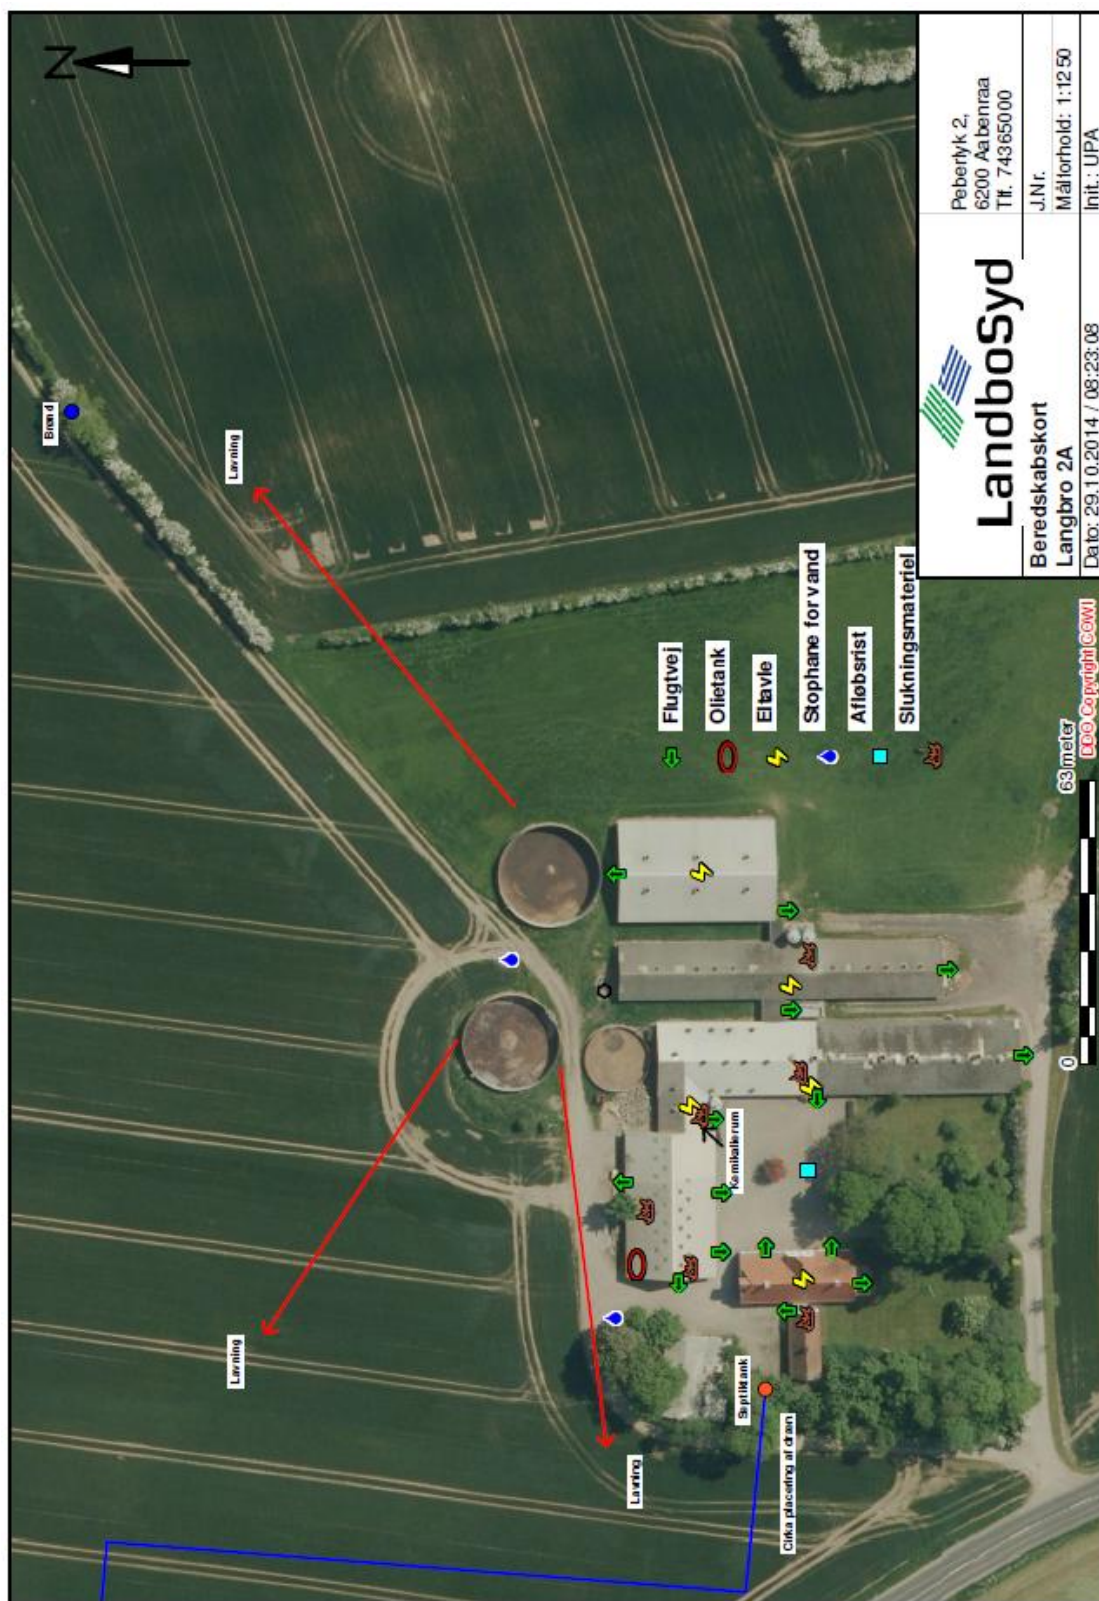 N
Brønd
Lavning
Lavning
Lavning
Septiktank
Cirka placering af dræn
Kemikalierum
Flugtvej
Olietank
Eltavle
Stophane for vand
Afløbsrist
Slukningsmateriel
0
63 meter
DDO Copyright COWI
LandboSyd
Peberlyk 2,
6200 Aabenraa
Tlf. 74365000
Beredskabskort
J.Nr.
Langbro 2A
Målforhold: 1:1250
Dato: 29.10.2014 / 08:23:08
Init.: UPA